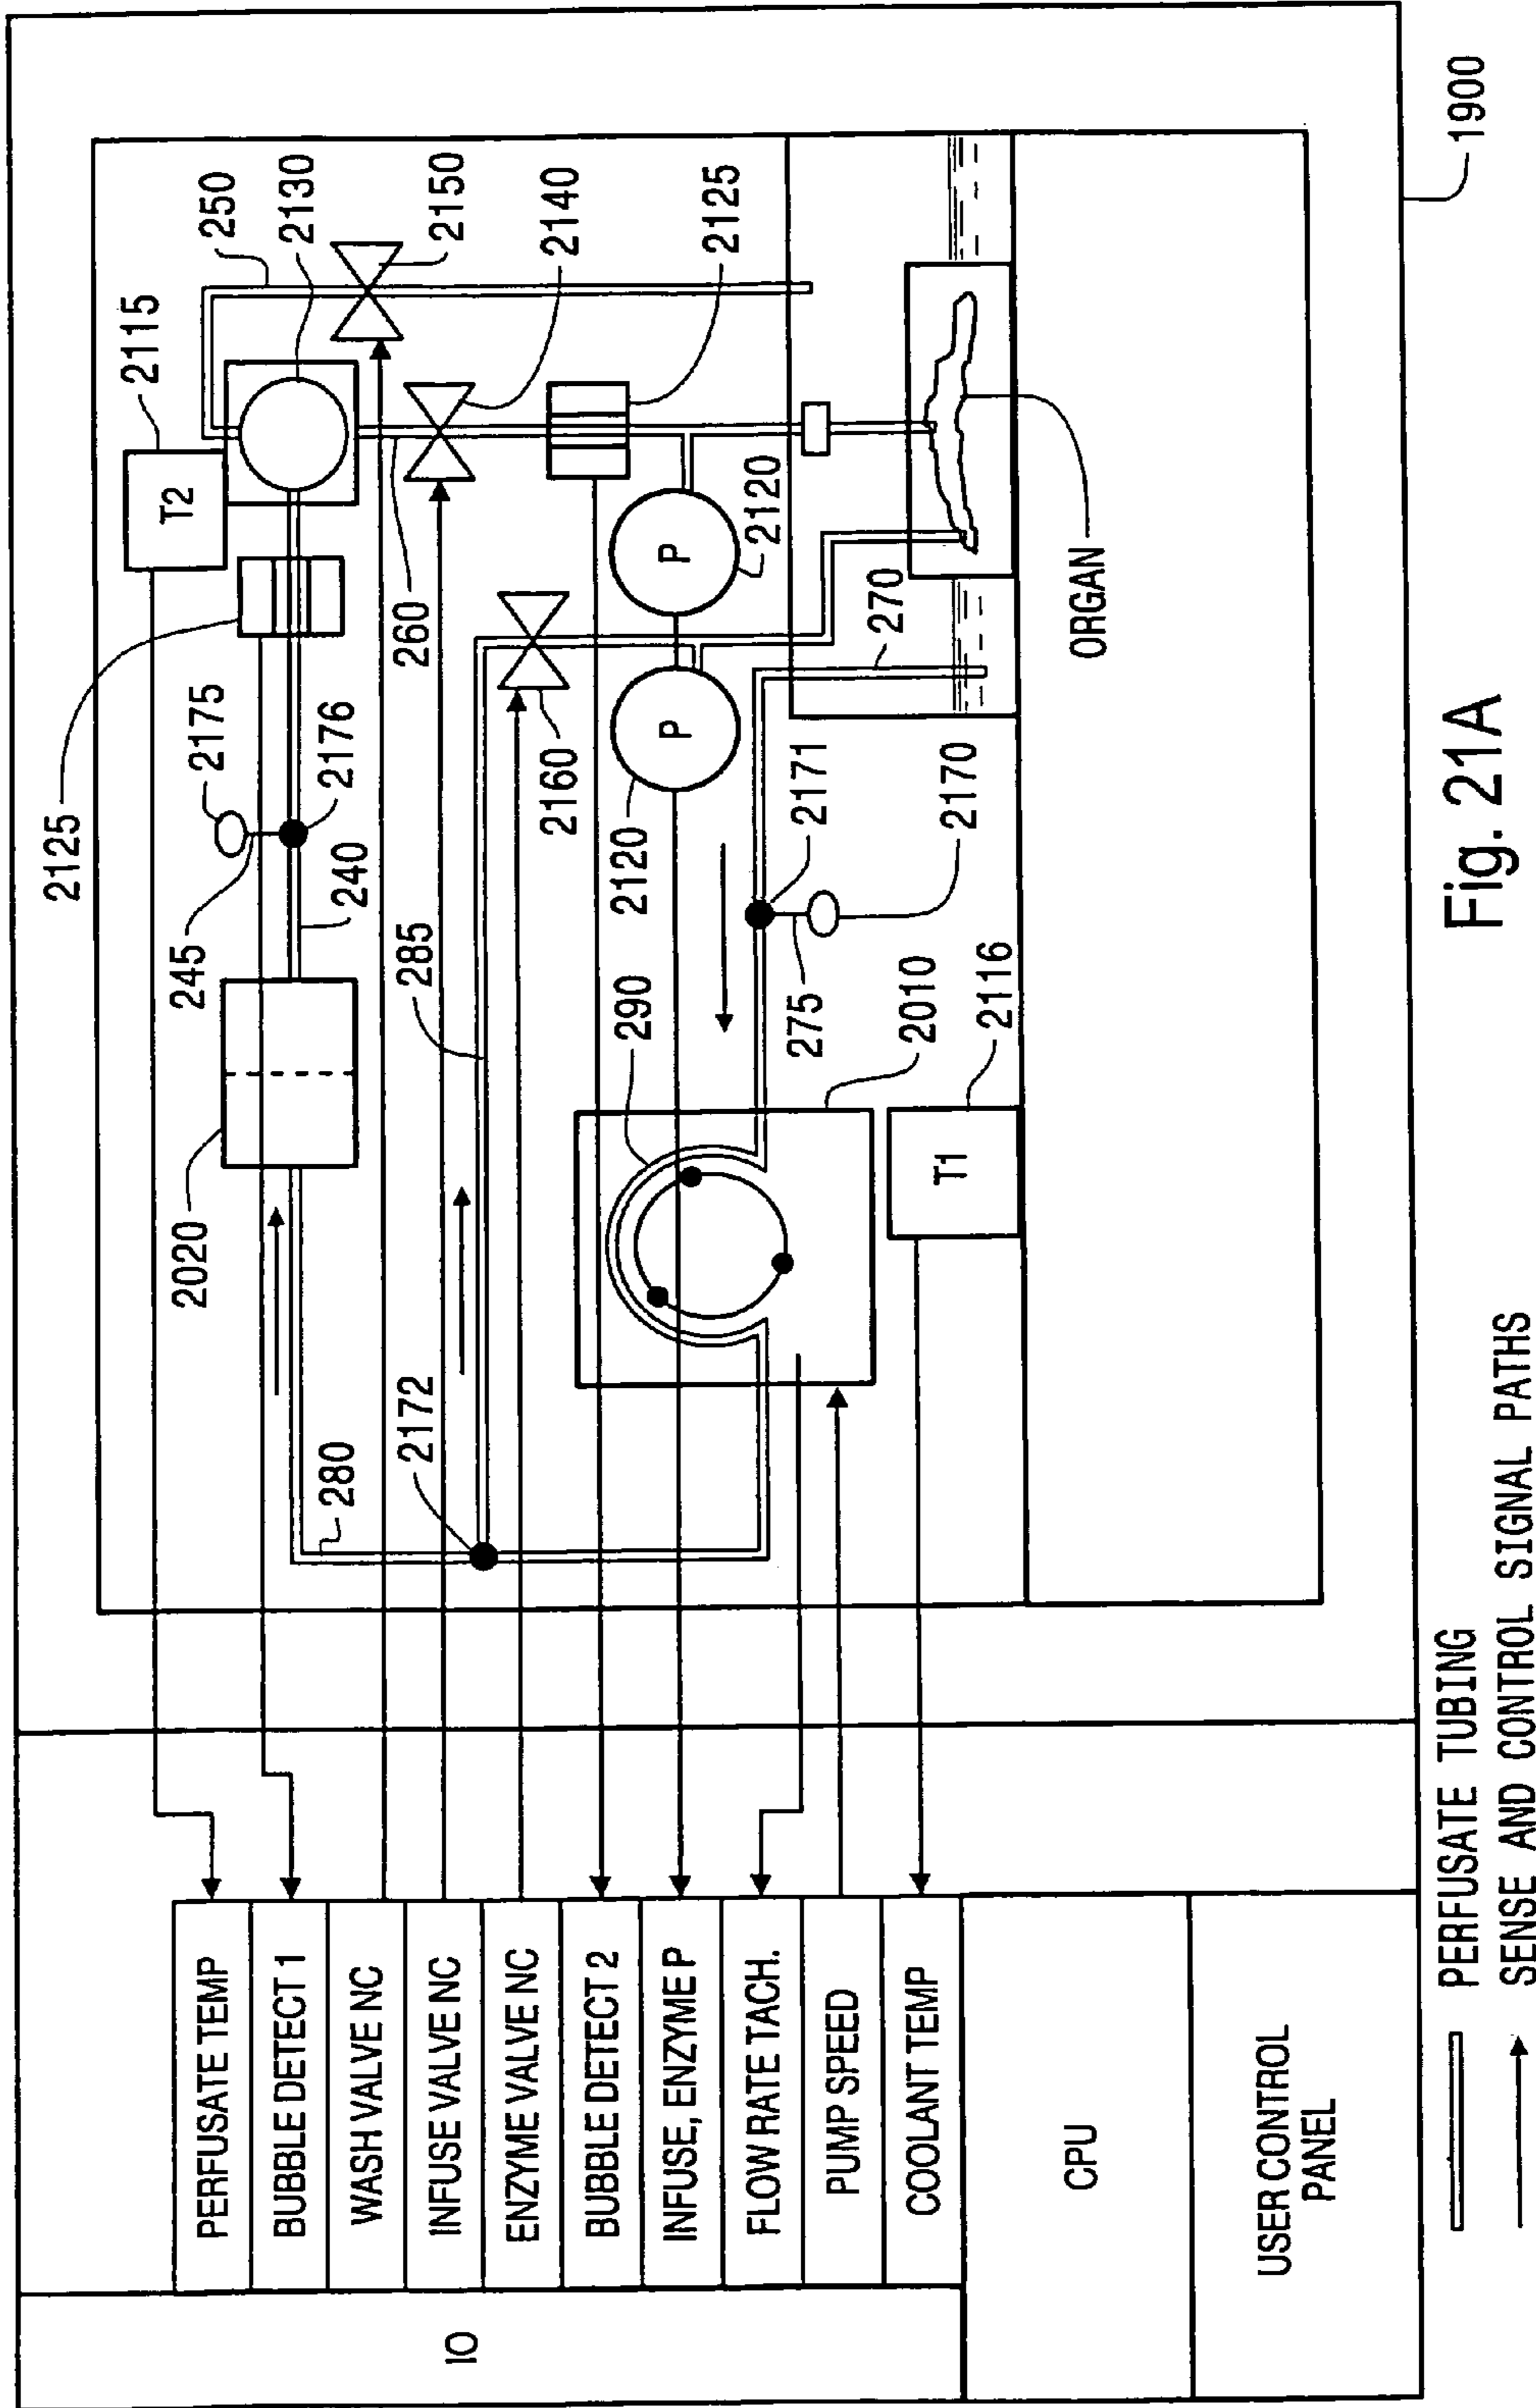 IO
PERFUSATE TEMP
BUBBLE DETECT 1
WASH VALVE NC
INFUSE VALVE NC
ENZYME VALVE NC
BUBBLE DETECT 2
INFUSE, ENZYME P
FLOW RATE TACH.
PUMP SPEED
COOLANT TEMP
CPU
USER CONTROL
PANEL
2125
2175
2176
245
240
2020
280
2172
285
T2
2115
250
2130
2150
2140
2125
260
2160
P
2120
P
2120
270
2171
2170
275
290
2010
T1
2116
ORGAN
1900
PERFUSATE TUBING
SENSE AND CONTROL SIGNAL PATHS
Fig. 21A